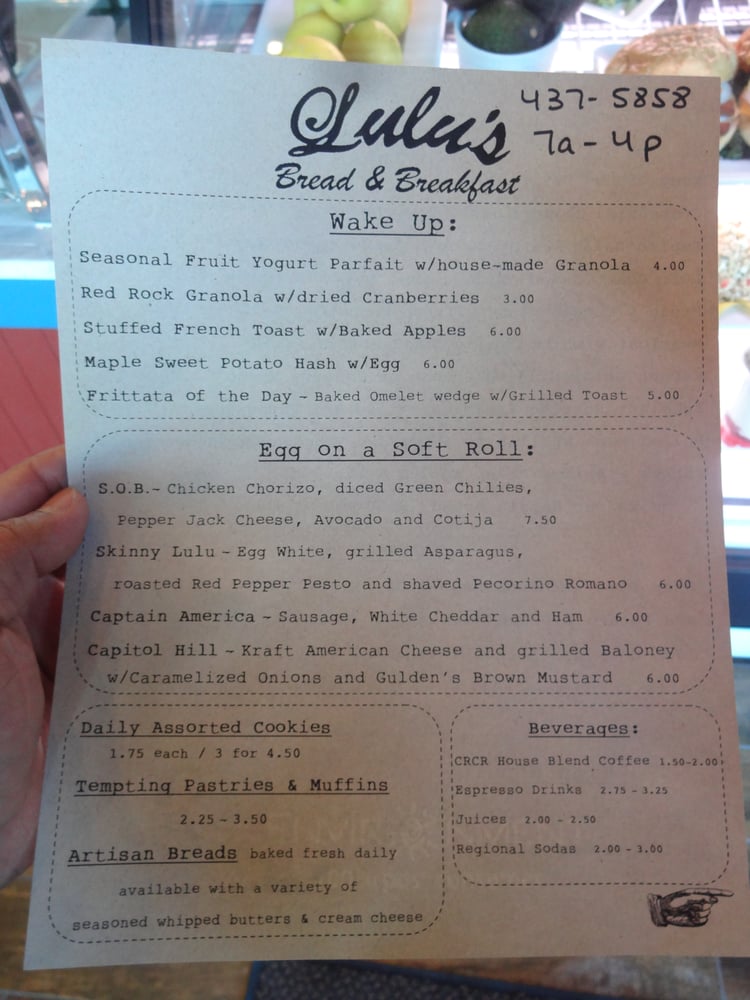 Lulu's 437-5858
Bread & Breakfast 7a-4p
Wake Up:
Seasonal Fruit Yogurt Parfait w/house~made Granola 4.00
Red Rock Granola w/dried Cranberries 3.00
Stuffed French Toast w/Baked Apples 6.00
Maple Sweet Potato Hash w/Egg 6.00
Frittata of the Day ~ Baked Omelet wedge w/Grilled Toast 5.00
Egg on a Soft Roll:
S.O.B.~ Chicken Chorizo, diced Green Chilies,
Pepper Jack Cheese, Avocado and Cotija 7.50
Skinny Lulu ~ Egg White, grilled Asparagus,
roasted Red Pepper Pesto and shaved Pecorino Romano 6.00
Captain America ~ Sausage, White Cheddar and Ham 6.00
Capitol Hill ~ Kraft American Cheese and grilled Baloney
w/Caramelized Onions and Gulden's Brown Mustard 6.00
Daily Assorted Cookies
1.75 each / 3 for 4.50
Tempting Pastries & Muffins
2.25 ~ 3.50
Artisan Breads baked fresh daily
available with a variety of
seasoned whipped butters & cream cheese
Beverages:
CRCR House Blend Coffee 1.50-2.00
Espresso Drinks 2.75 - 3.25
Juices 2.00 - 2.50
Regional Sodas 2.00 - 3.00